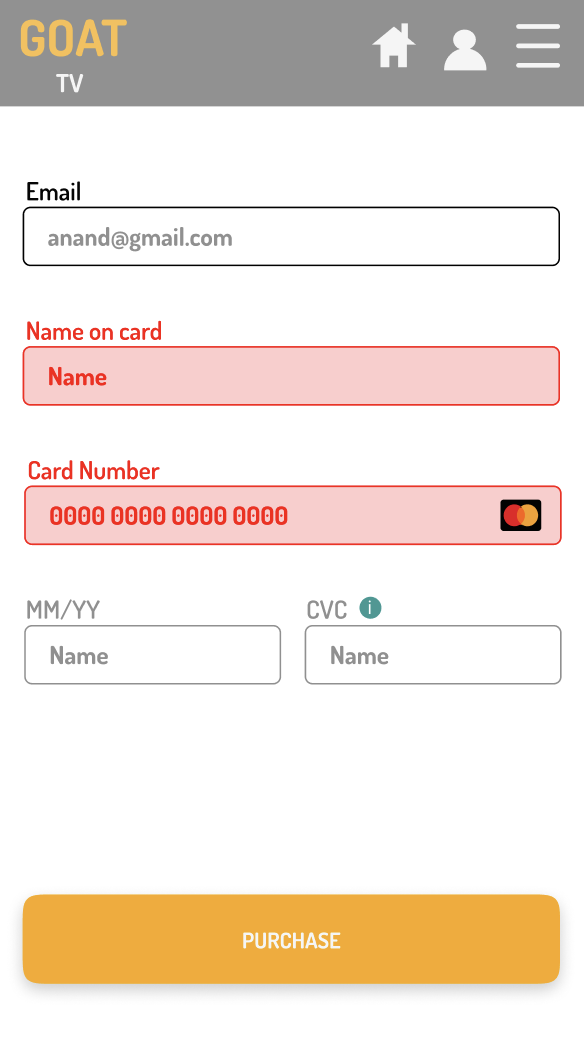 GOAT
TV
Email
anand@gmail.com
Name on card
Name
Card Number
0000 0000 0000 0000
MM/YY
CVC i
Name
Name
PURCHASE